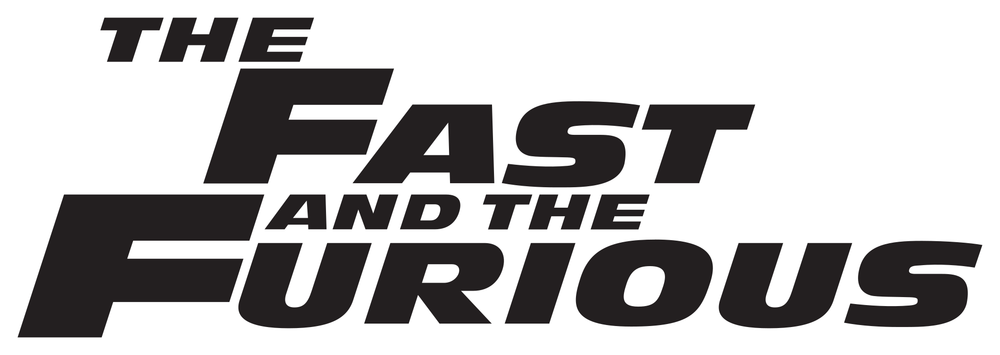 THE
FAST
AND THE
FURIOUS